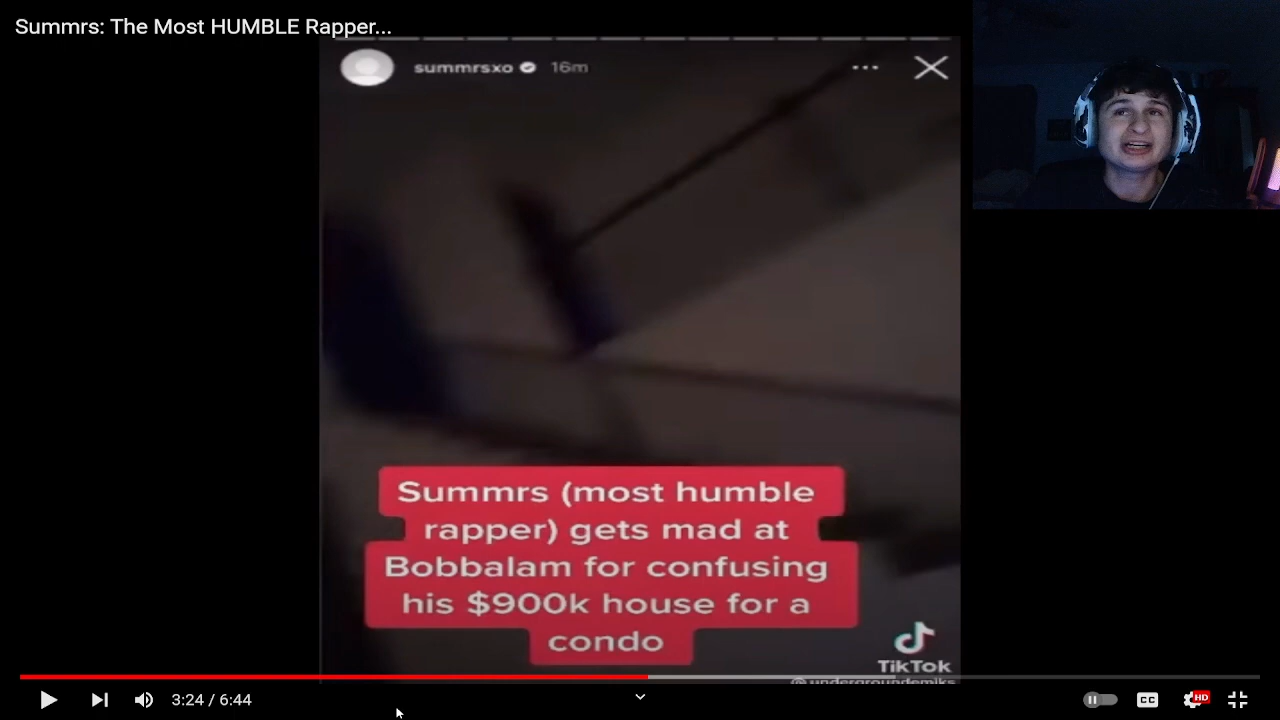 Summrs: The Most HUMBLE Rapper...
summrsxo 16m
Summrs (most humble
rapper) gets mad at
Bobbalam for confusing
his $900k house for a
condo
TikTok
3:24 / 6:44
CC
HD